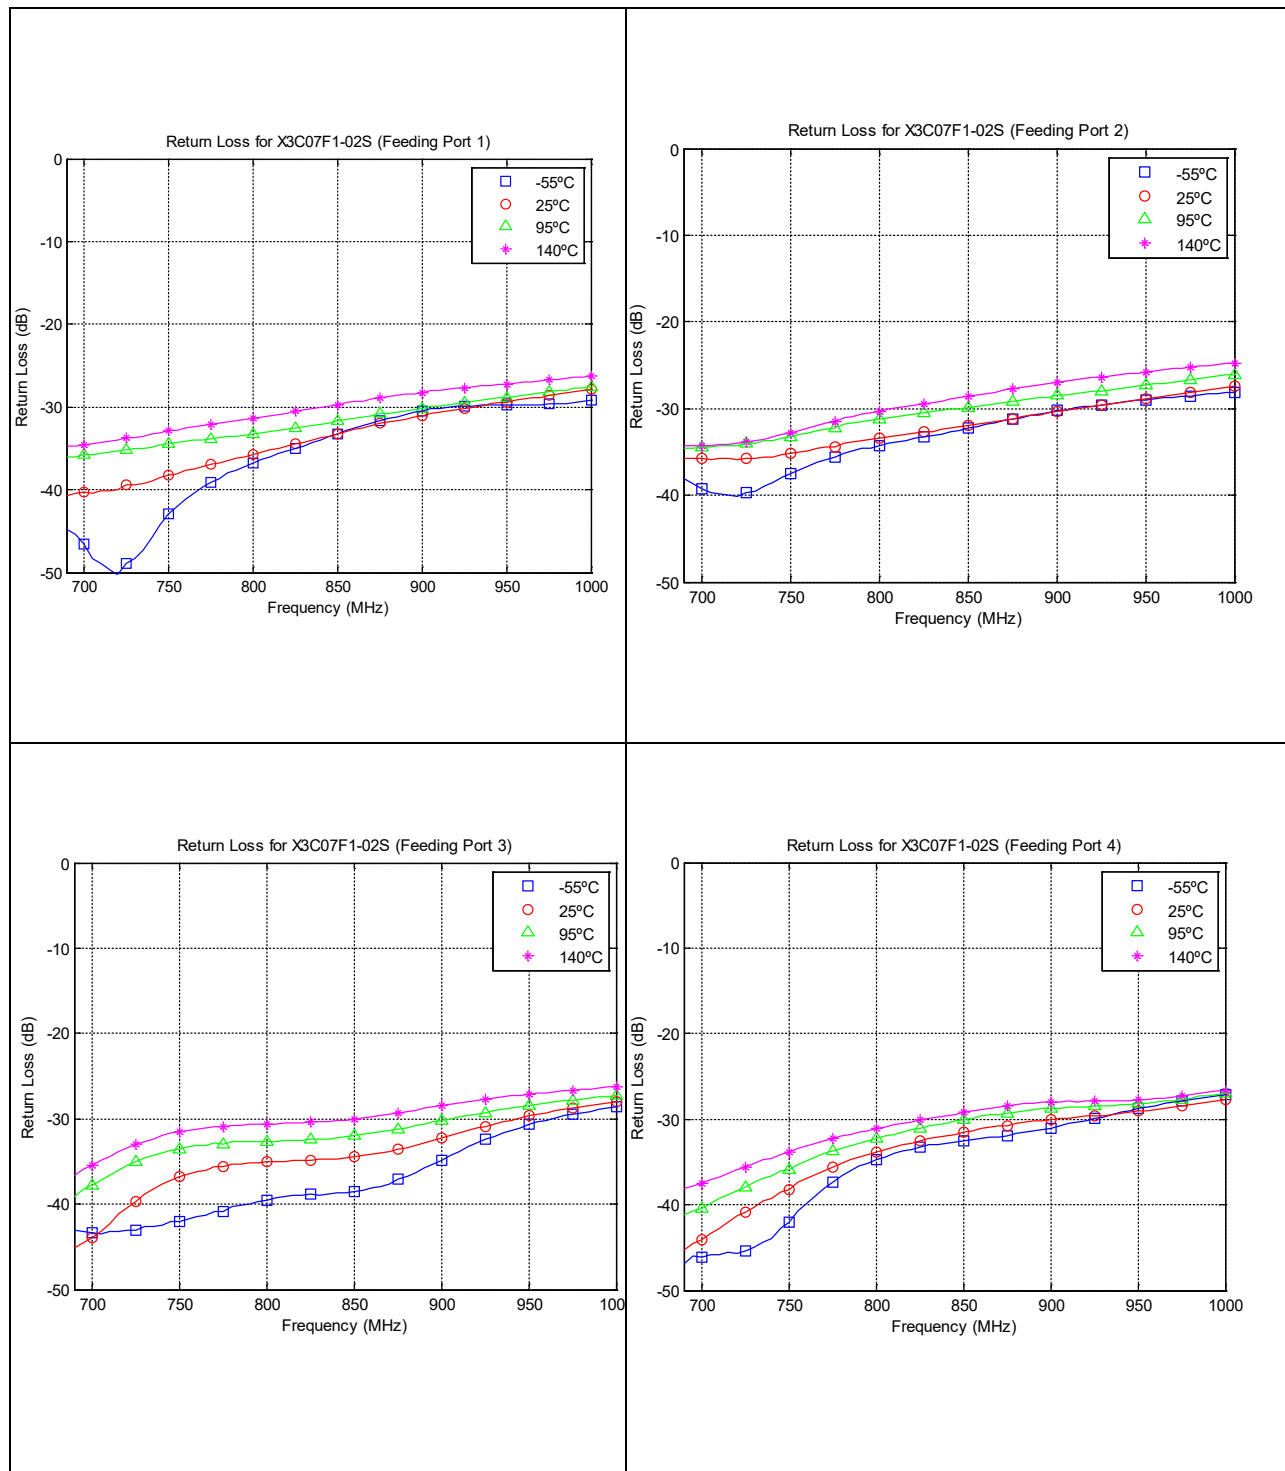 Return Loss for X3C07F1-02S (Feeding Port 1)
0
-10
-20
-30
-40
-50
Return Loss (dB)
-55ºC
25ºC
95ºC
140ºC
700 750 800 850 900 950 1000
Frequency (MHz)
Return Loss for X3C07F1-02S (Feeding Port 2)
0
-10
-20
-30
-40
-50
Return Loss (dB)
-55ºC
25ºC
95ºC
140ºC
700 750 800 850 900 950 1000
Frequency (MHz)
Return Loss for X3C07F1-02S (Feeding Port 3)
0
-10
-20
-30
-40
-50
Return Loss (dB)
-55ºC
25ºC
95ºC
140ºC
700 750 800 850 900 950 100
Frequency (MHz)
Return Loss for X3C07F1-02S (Feeding Port 4)
0
-10
-20
-30
-40
-50
Return Loss (dB)
-55ºC
25ºC
95ºC
140ºC
700 750 800 850 900 950 1000
Frequency (MHz)